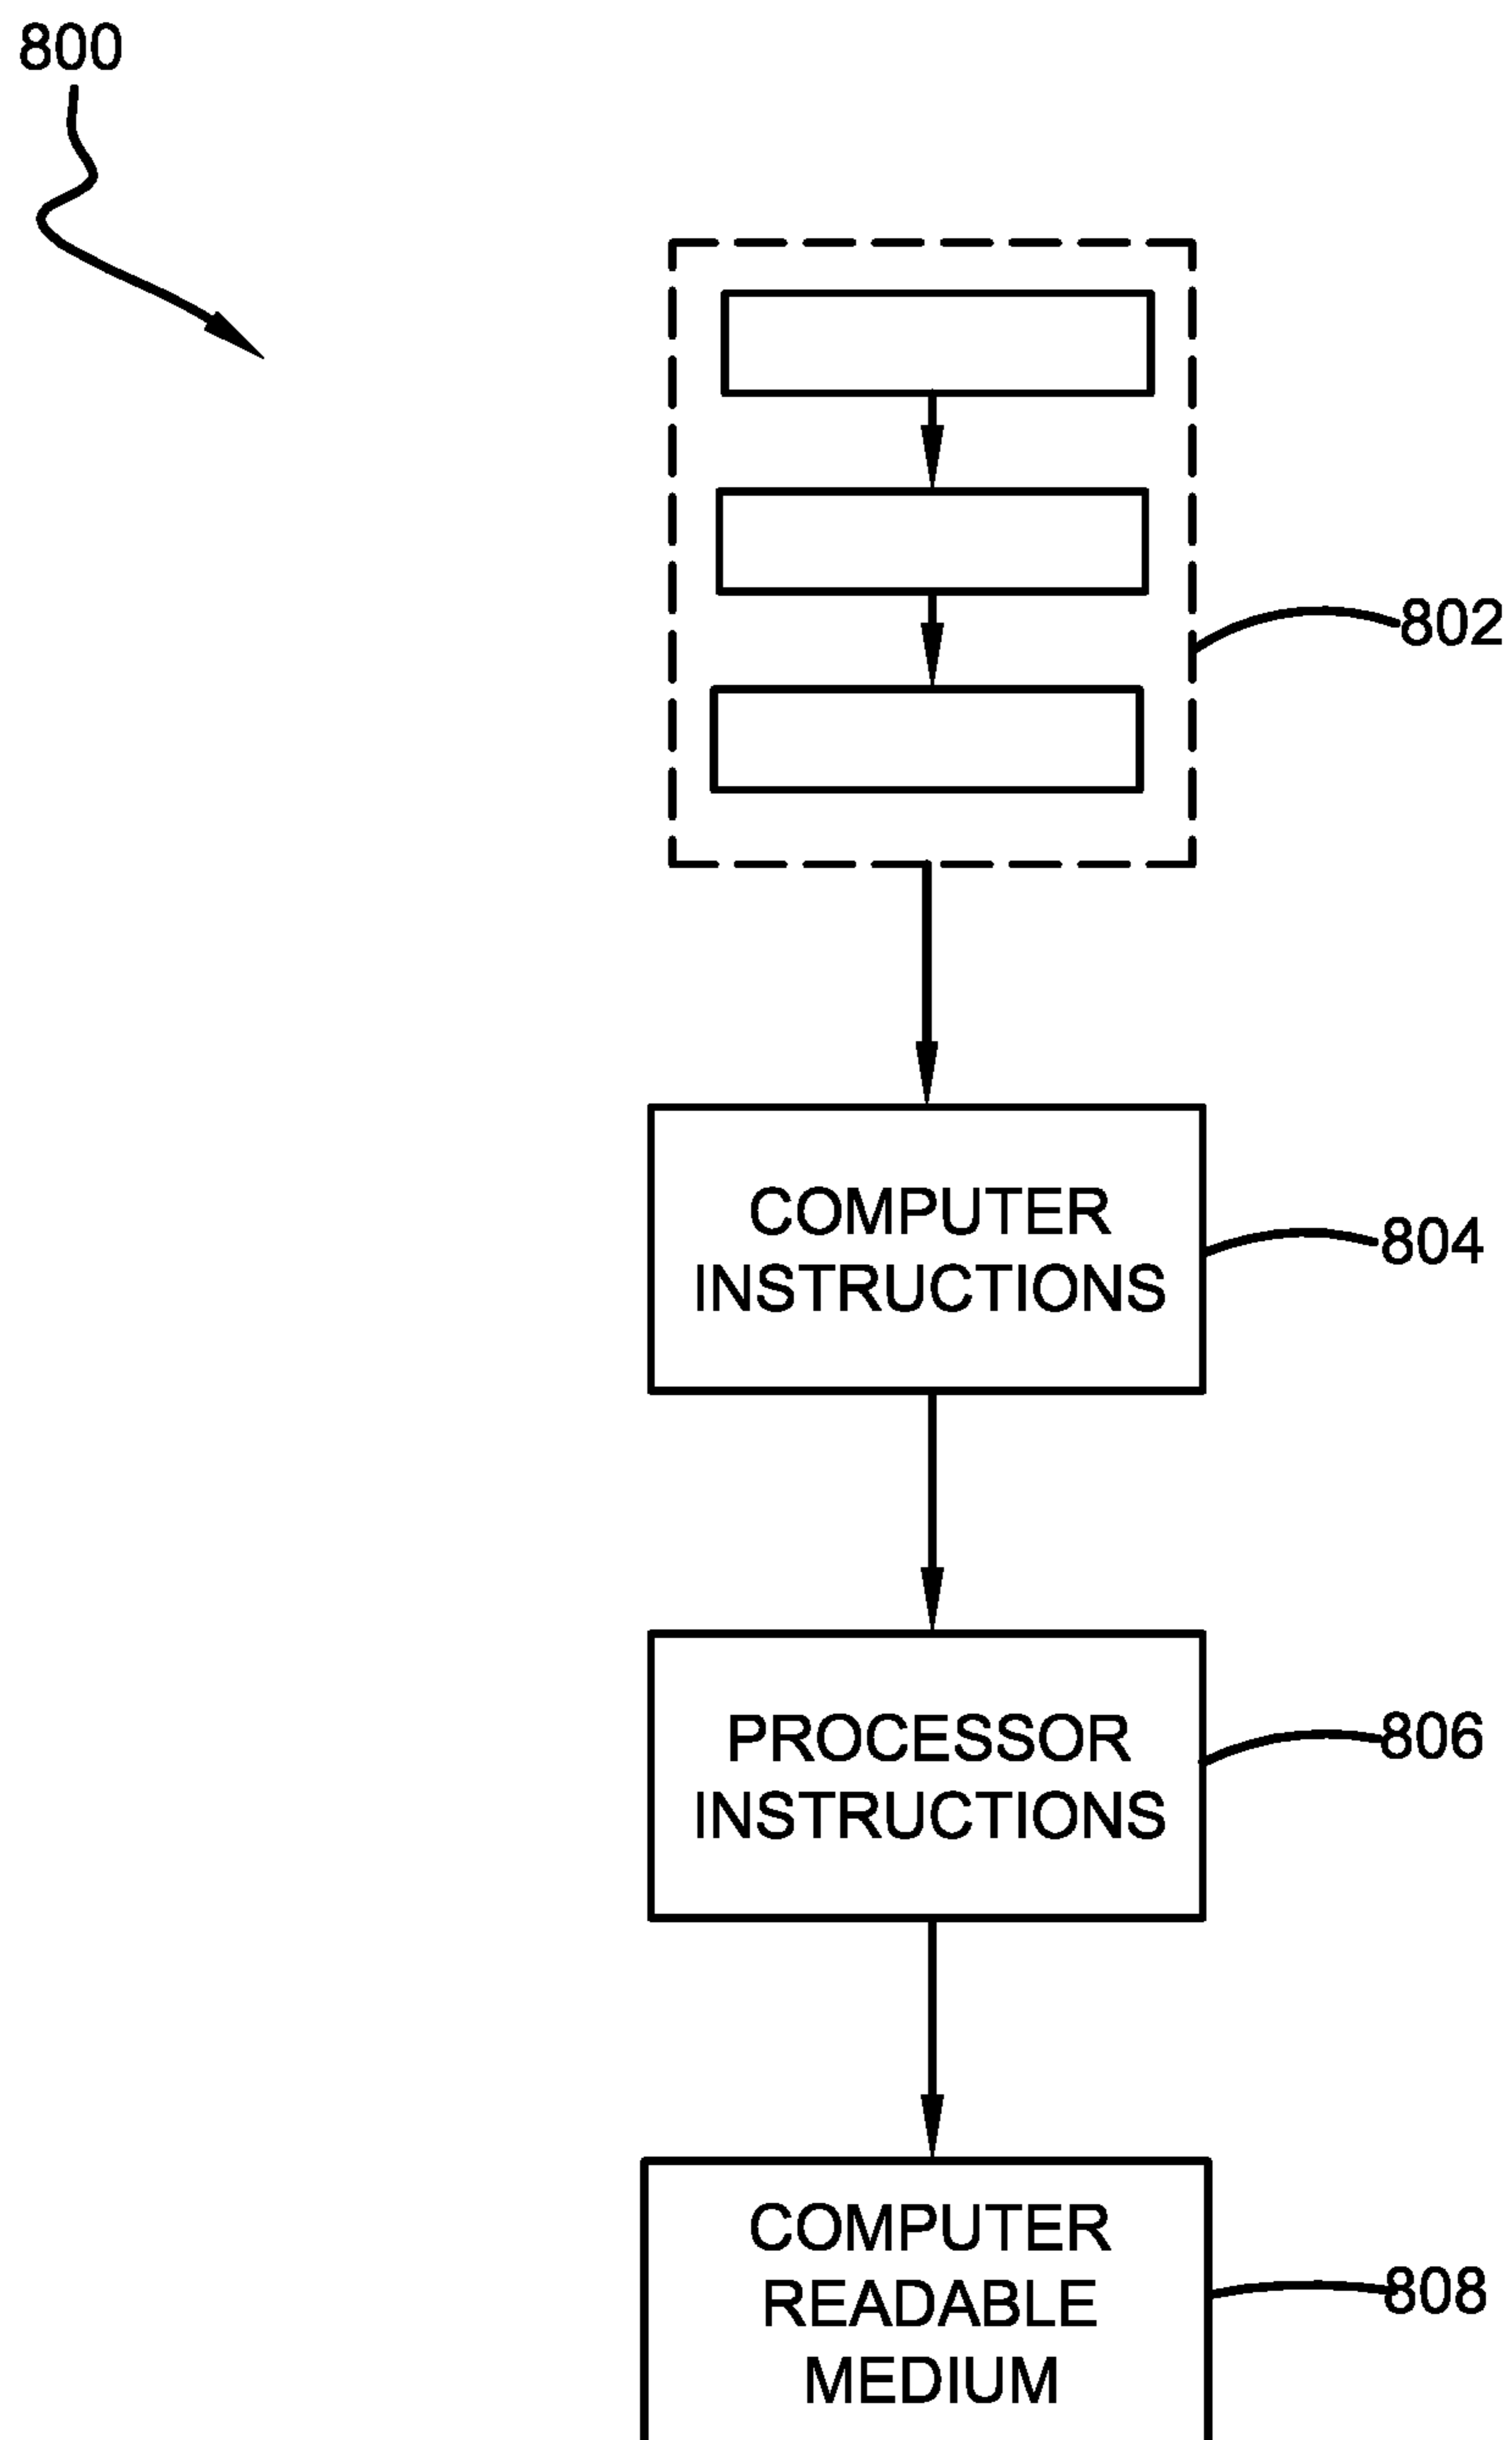 800
802
COMPUTER
INSTRUCTIONS
804
PROCESSOR
INSTRUCTIONS
806
COMPUTER
READABLE
MEDIUM
808